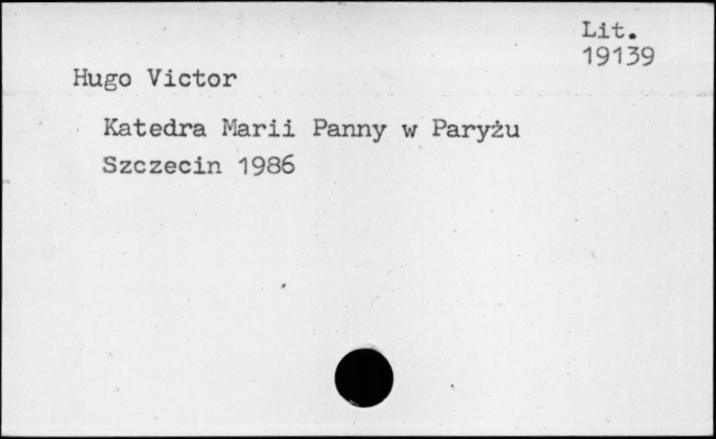 Lit.
19139
Hugo Victor
Katedra Marii Panny w Paryżu
Szczecin 1986